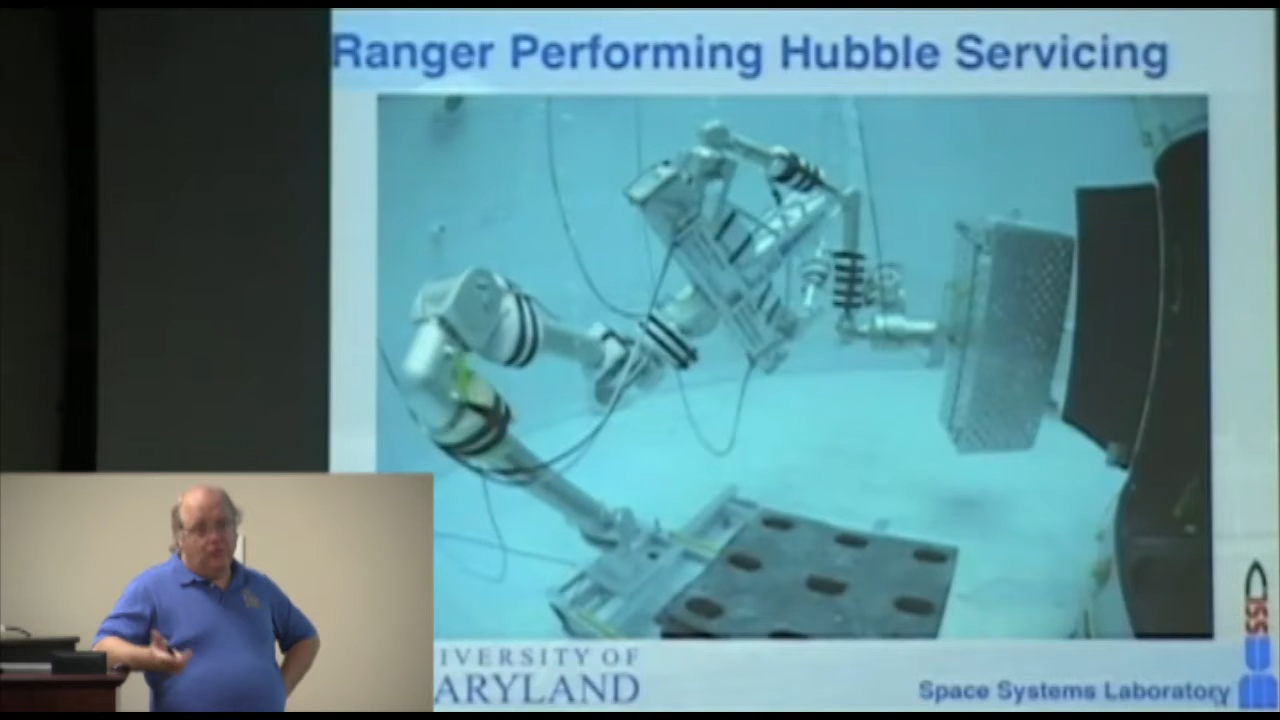 Ranger Performing Hubble Servicing
IVERSITY OF
ARYLAND
Space Systems Laboratory